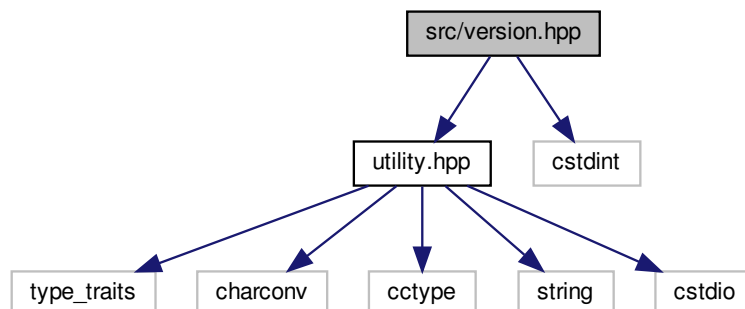 src/version.hpp
utility.hpp
cstdint
type_traits
charconv
cctype
string
cstdio